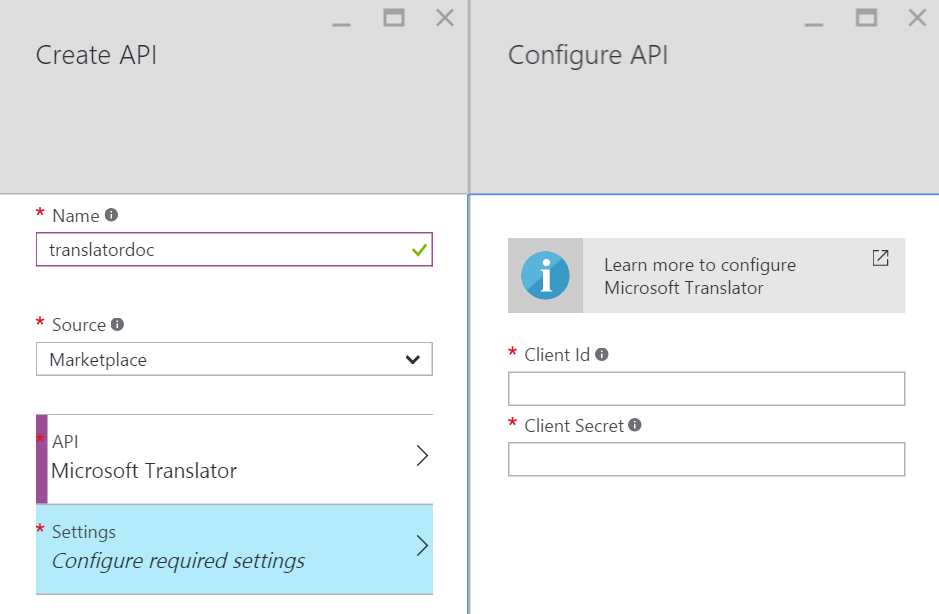 Create API
* Name
translatordoc
* Source
Marketplace
* API
Microsoft Translator
* Settings
Configure required settings
Configure API
Learn more to configure
Microsoft Translator
* Client Id
* Client Secret